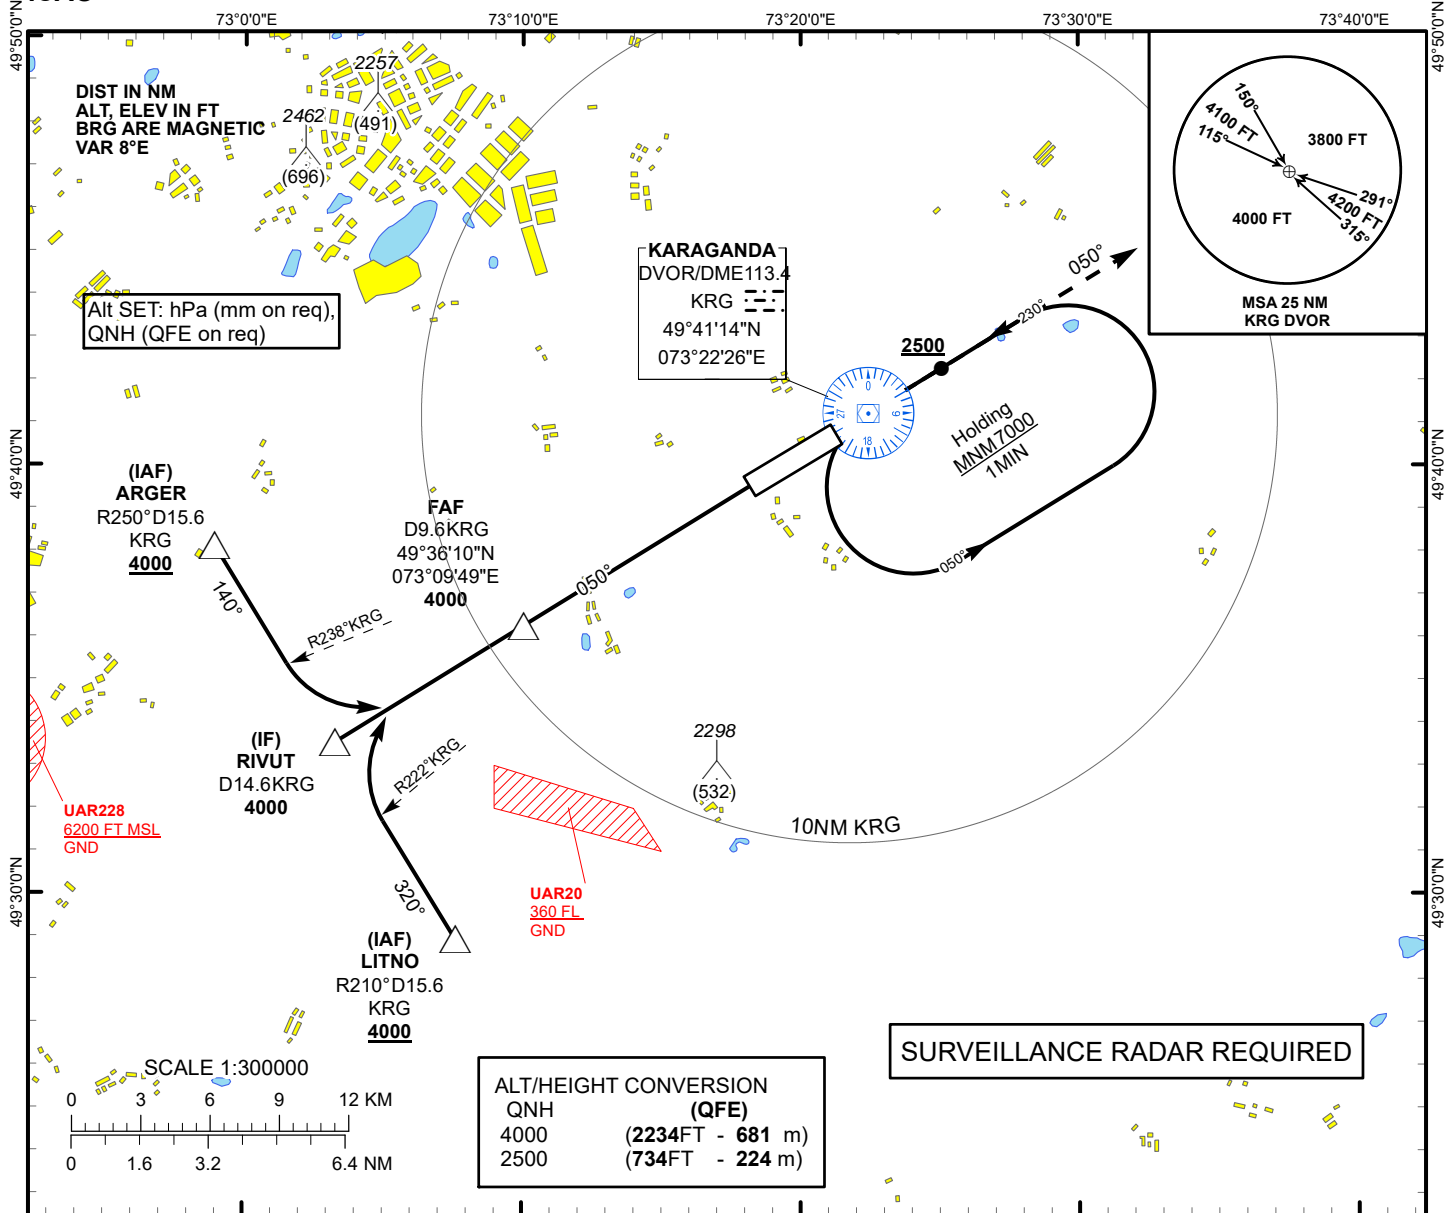 73°0'0"E
73°10'0"E
73°20'0"E
73°30'0"E
73°40'0"E
49°50'0"N
49°50'0"N
DIST IN NM
ALT, ELEV IN FT
BRG ARE MAGNETIC
VAR 8°E
2257
(491)
2462
(696)
150°
4100 FT
115°
3800 FT
291°
4200 FT
315°
4000 FT
MSA 25 NM
KRG DVOR
KARAGANDA
DVOR/DME113.4
KRG
49°41'14"N
073°22'26"E
050°
230°
2500
Alt SET: hPa (mm on req),
QNH (QFE on req)
0
9
18
27
Holding
MNM7000
1MIN
050°
49°40'0"N
49°40'0"N
(IAF)
ARGER
R250°D15.6
KRG
4000
FAF
D9.6KRG
49°36'10"N
073°09'49"E
4000
050°
140°
R238°KRG
(IF)
RIVUT
D14.6KRG
4000
R222°KRG
2298
(532)
10NM KRG
UAR228
6200 FT MSL
GND
UAR20
360 FL
GND
320°
49°30'0"N
49°30'0"N
(IAF)
LITNO
R210°D15.6
KRG
4000
SURVEILLANCE RADAR REQUIRED
SCALE 1:300000
0 3 6 9 12 KM
0 1.6 3.2 6.4 NM
ALT/HEIGHT CONVERSION
QNH (QFE)
4000 (2234FT - 681 m)
2500 (734FT - 224 m)